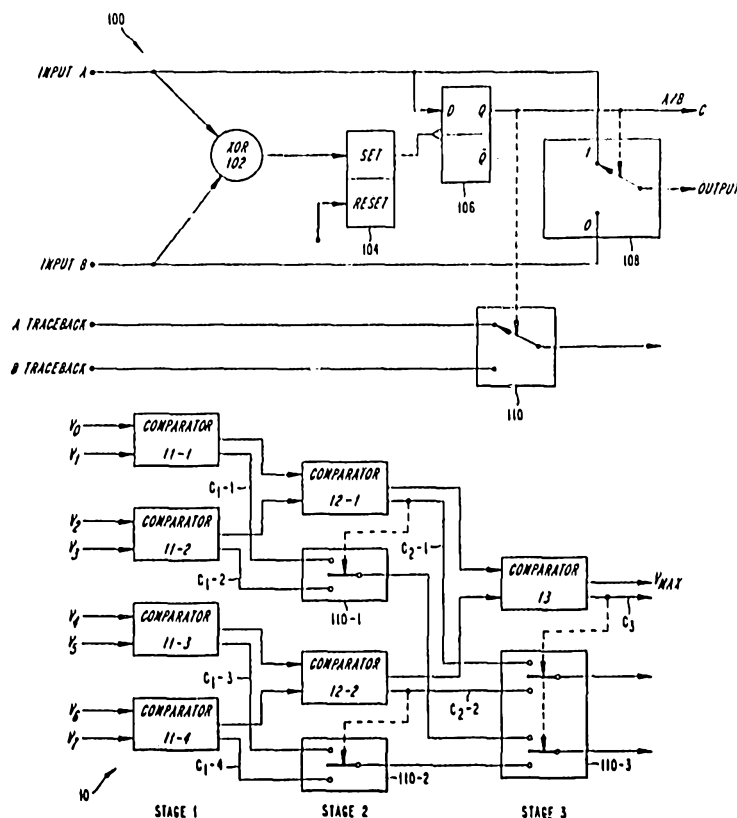 100
INPUT A
XOR
102
SET
RESET
104
D Q
Q̄
106
A/B
C
1
0
OUTPUT
108
INPUT B
A TRACEBACK
B TRACEBACK
110
V0
V1
COMPARATOR
11-1
C1-1
V2
V3
COMPARATOR
11-2
C1-2
V4
V5
COMPARATOR
11-3
C1-3
V6
V7
COMPARATOR
11-4
C1-4
COMPARATOR
12-1
C2-1
110-1
COMPARATOR
12-2
C2-2
110-2
COMPARATOR
13
VMAX
C3
110-3
10
STAGE 1 STAGE 2 STAGE 3